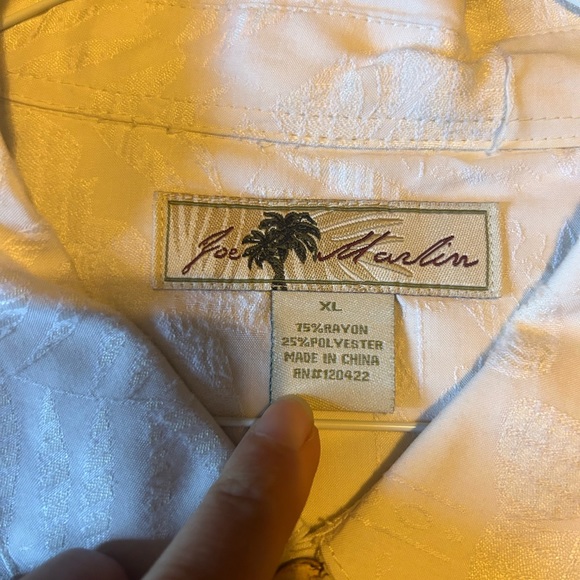 Joe Marlin
XL
75%RAYON
25%POLYESTER
MADE IN CHINA
RN#120422